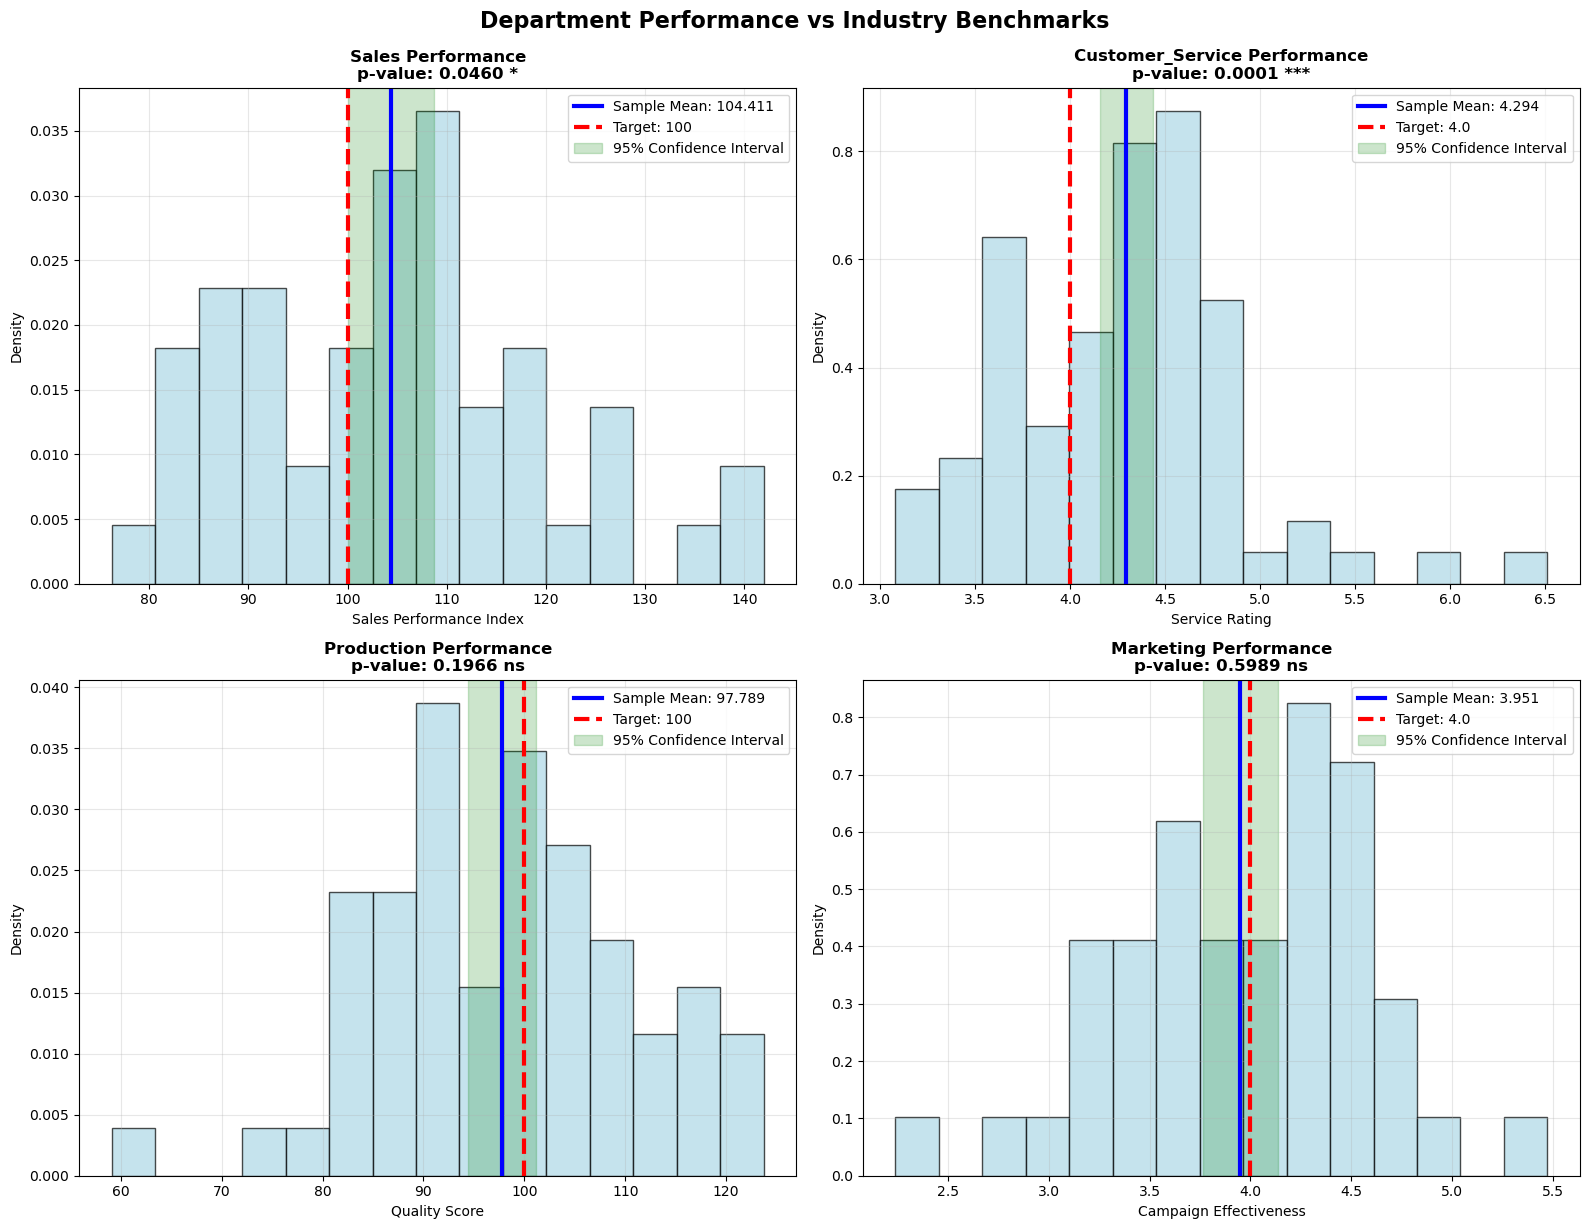 Department Performance vs Industry Benchmarks
Sales Performance
p-value: 0.0460 *
Sample Mean: 104.411
Target: 100
95% Confidence Interval
Density
0.035
0.030
0.025
0.020
0.015
0.010
0.005
0.000
80 90 100 110 120 130 140
Sales Performance Index
Customer_Service Performance
p-value: 0.0001 ***
Sample Mean: 4.294
Target: 4.0
95% Confidence Interval
Density
0.8
0.6
0.4
0.2
0.0
3.0 3.5 4.0 4.5 5.0 5.5 6.0 6.5
Service Rating
Production Performance
p-value: 0.1966 ns
Sample Mean: 97.789
Target: 100
95% Confidence Interval
Density
0.040
0.035
0.030
0.025
0.020
0.015
0.010
0.005
0.000
60 70 80 90 100 110 120
Quality Score
Marketing Performance
p-value: 0.5989 ns
Sample Mean: 3.951
Target: 4.0
95% Confidence Interval
Density
0.8
0.7
0.6
0.5
0.4
0.3
0.2
0.1
0.0
2.5 3.0 3.5 4.0 4.5 5.0 5.5
Campaign Effectiveness